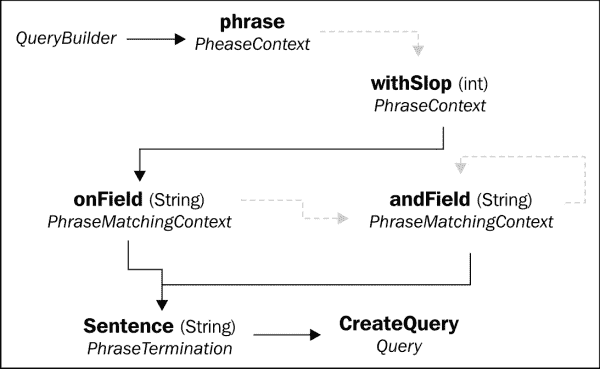 phrase
QueryBuilder
PheaseContext
withSlop (int)
PhraseContext
onField (String)
PhraseMatchingContext
andField (String)
PhraseMatchingContext
Sentence (String)
PhraseTermination
CreateQuery
Query